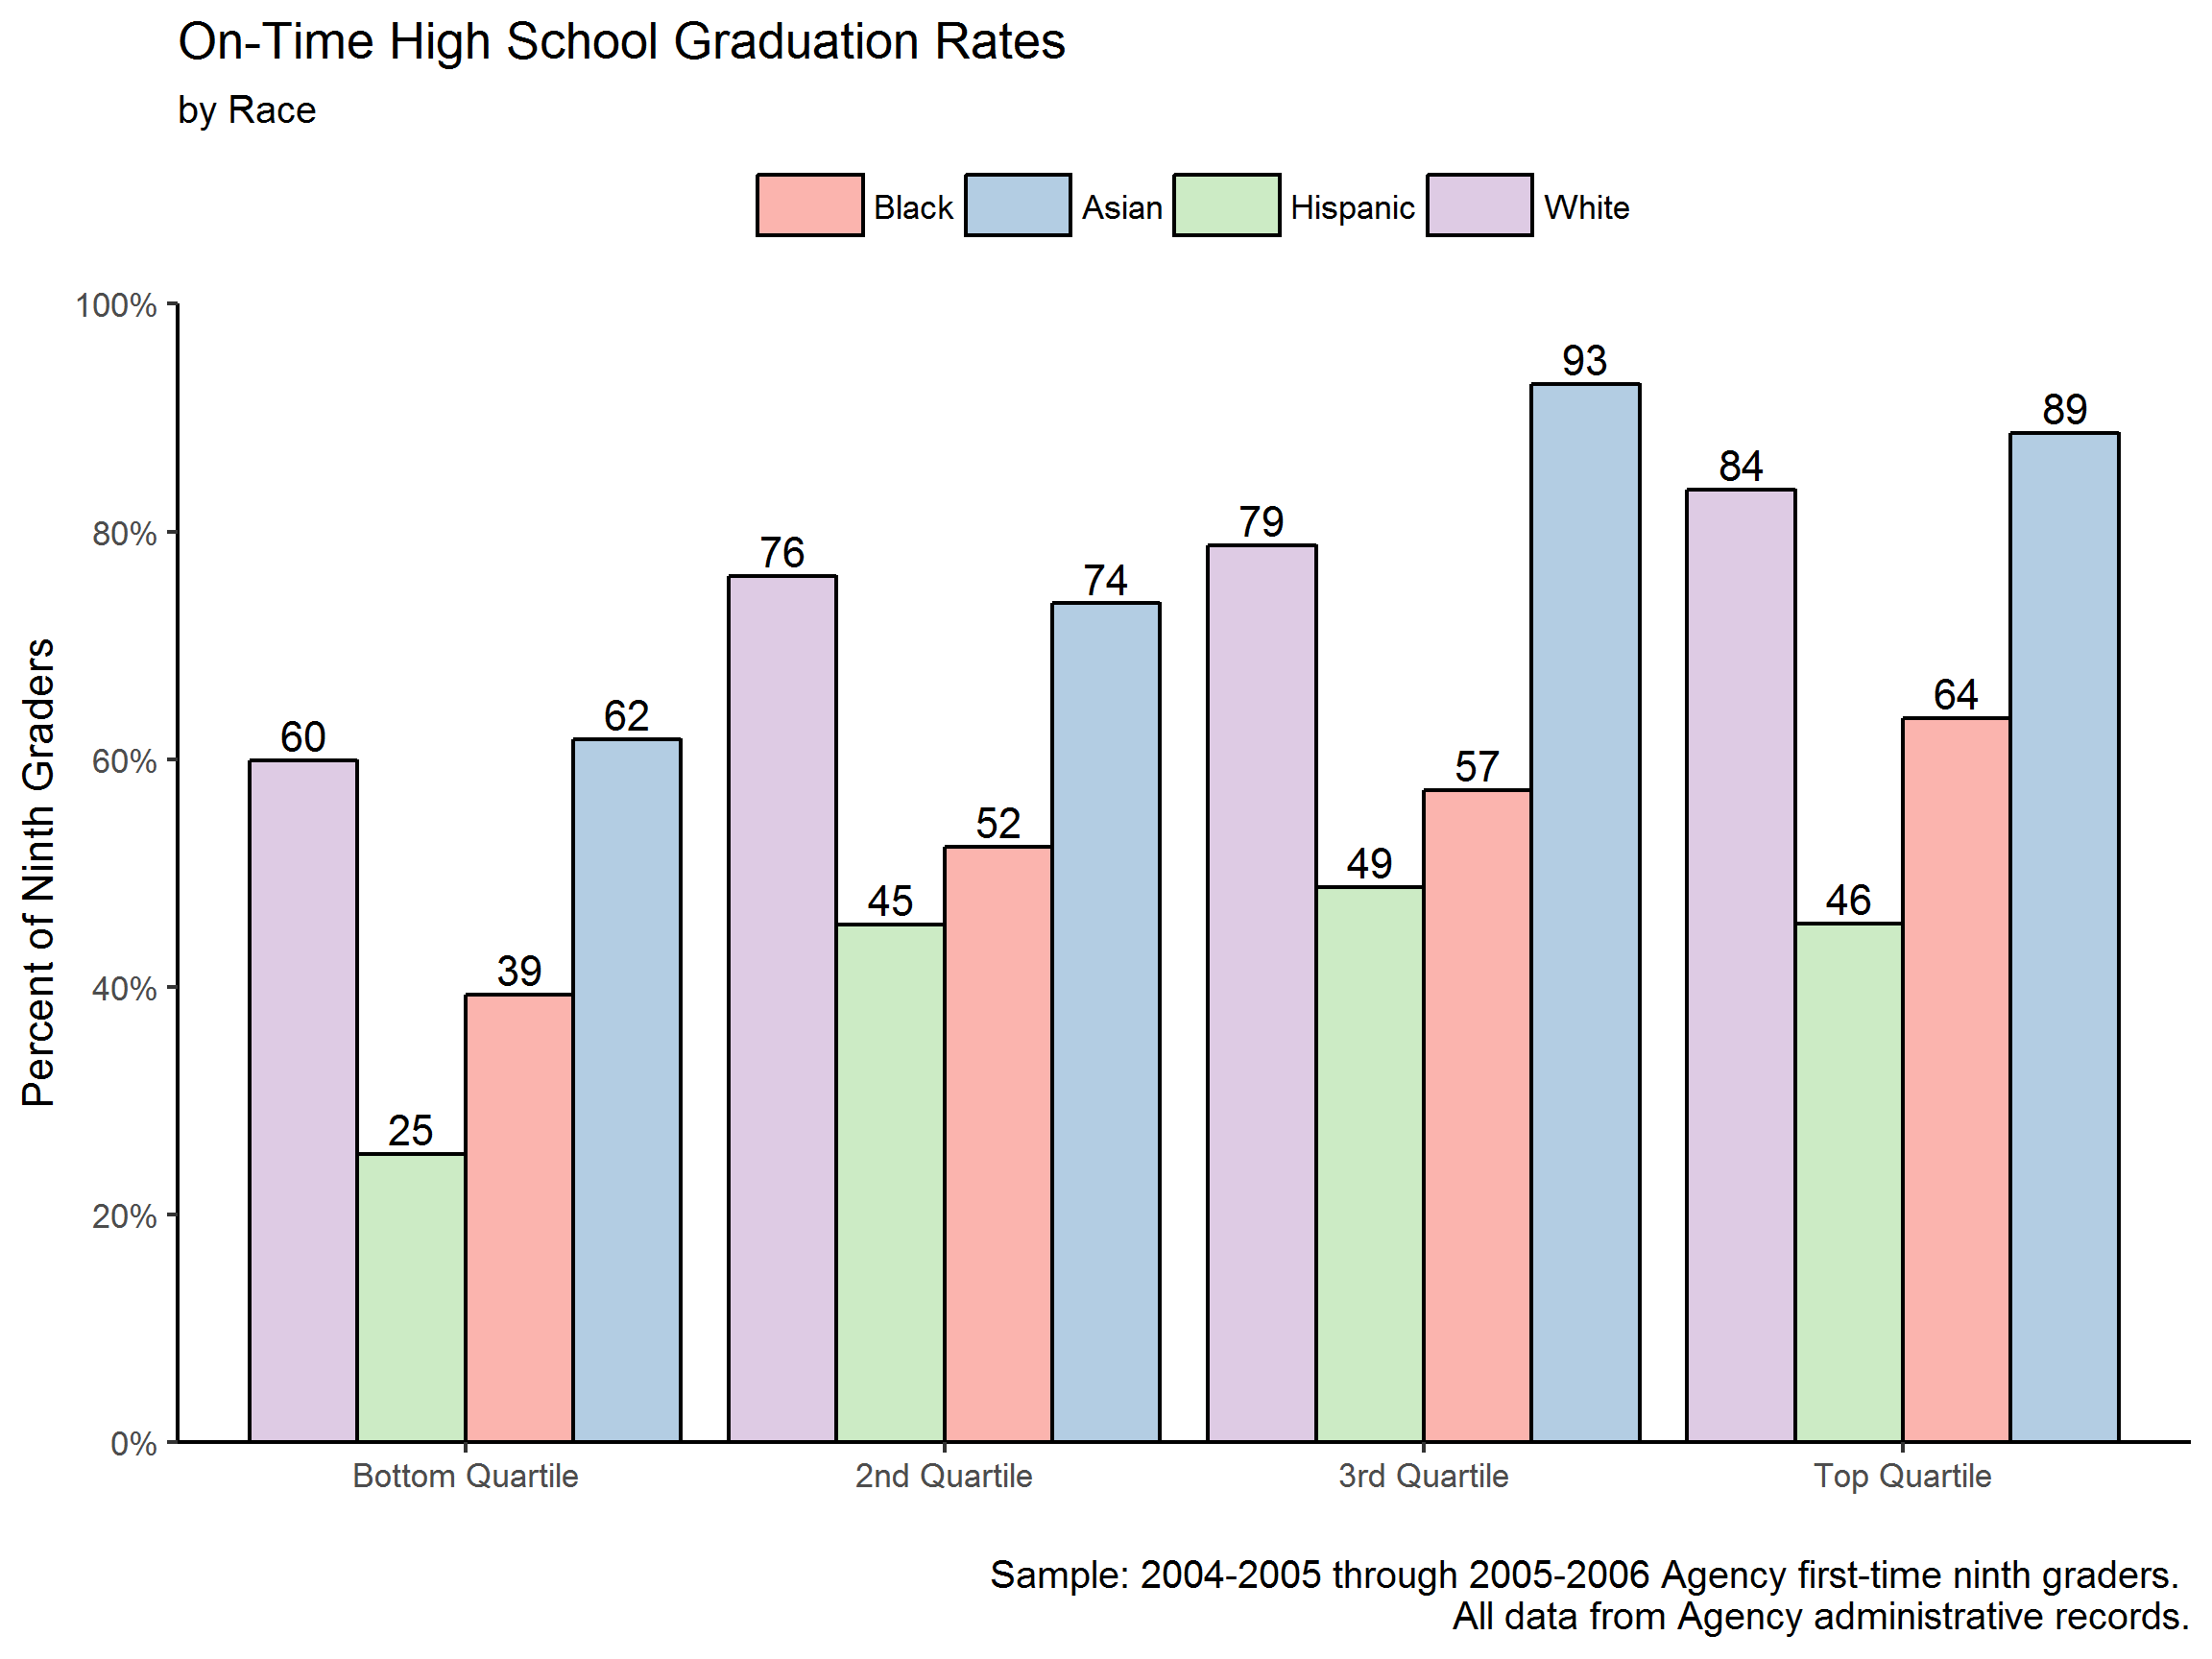 On-Time High School Graduation Rates
by Race
Black Asian Hispanic White
Percent of Ninth Graders
100%
80%
60%
40%
20%
0%
60 25 39 62
76 45 52 74
79 49 57 93
84 46 64 89
Bottom Quartile 2nd Quartile 3rd Quartile Top Quartile
Sample: 2004-2005 through 2005-2006 Agency first-time ninth graders.
All data from Agency administrative records.